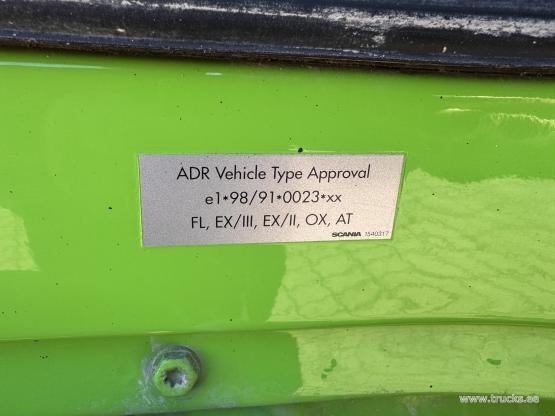 ADR Vehicle Type Approval
e1*98/91*0023*xx
FL, EX/III, EX/II, OX, AT
SCANIA 1540317
www.trucks.ee